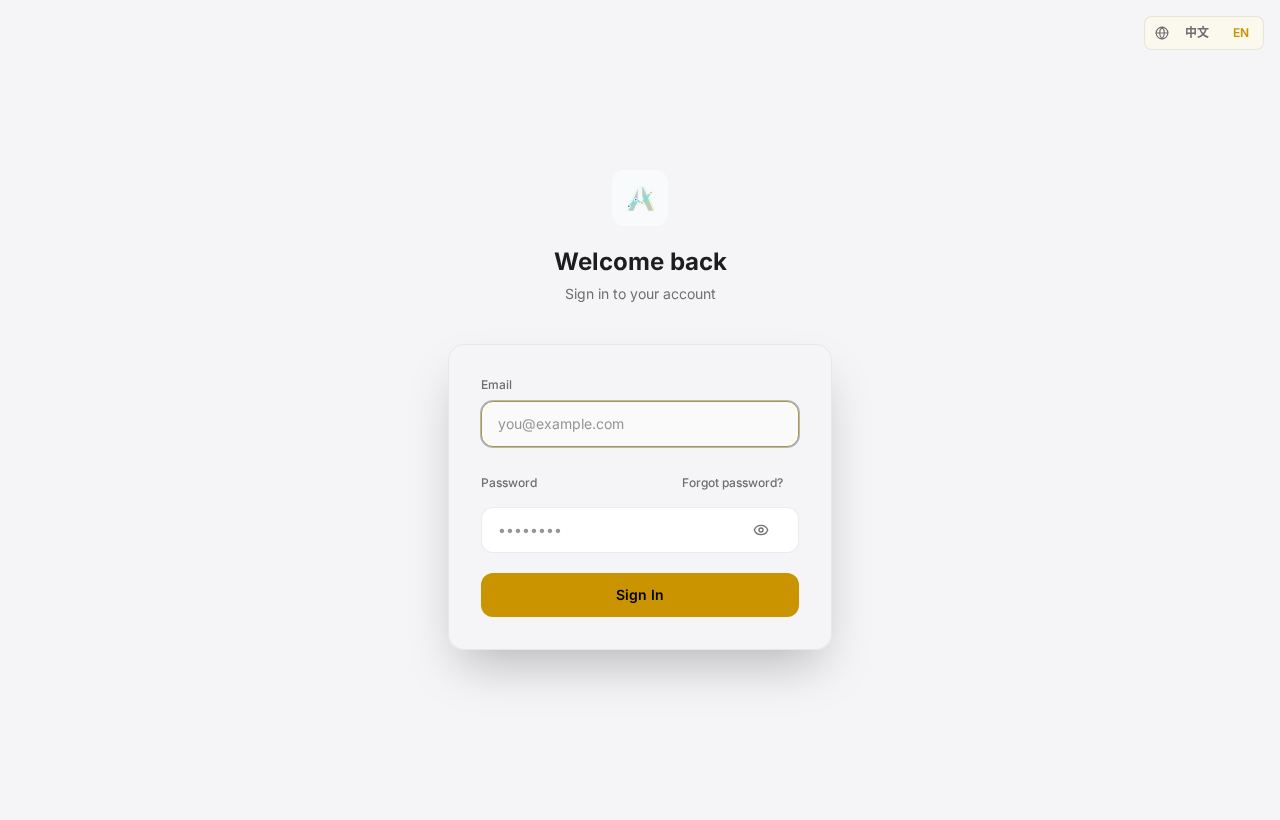 中文 EN
Welcome back
Sign in to your account
Email
you@example.com
Password Forgot password?
••••••••
Sign In